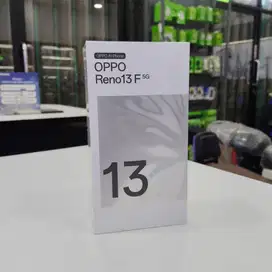 OPPO AI Phone
OPPO
Reno13 F 5G
13